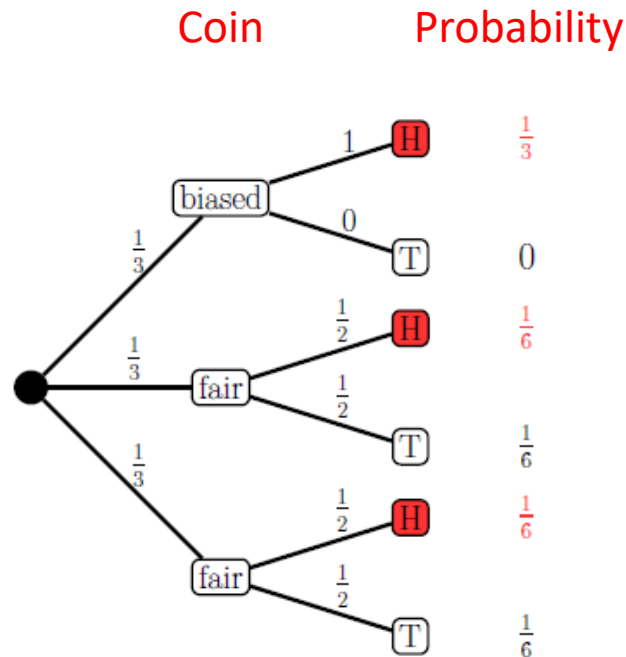 Coin Probability
1 H 1/3
biased
0 T 0
1/3
1/2 H 1/6
1/3
fair
1/2 T 1/6
1/3
1/2 H 1/6
fair
1/2 T 1/6